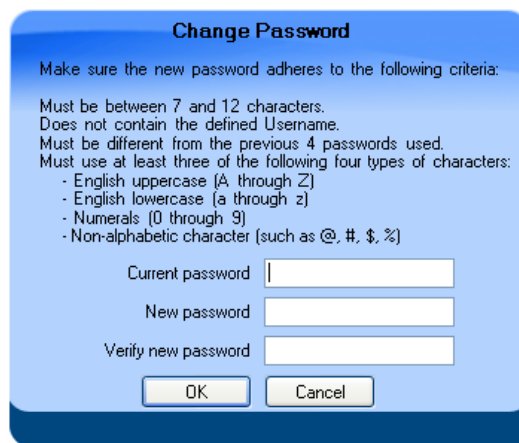 Change Password
Make sure the new password adheres to the following criteria:
Must be between 7 and 12 characters.
Does not contain the defined Username.
Must be different from the previous 4 passwords used.
Must use at least three of the following four types of characters:
- English uppercase (A through Z)
- English lowercase (a through z)
- Numerals (0 through 9)
- Non-alphabetic character (such as @, #, $, %)
Current password
New password
Verify new password
OK Cancel